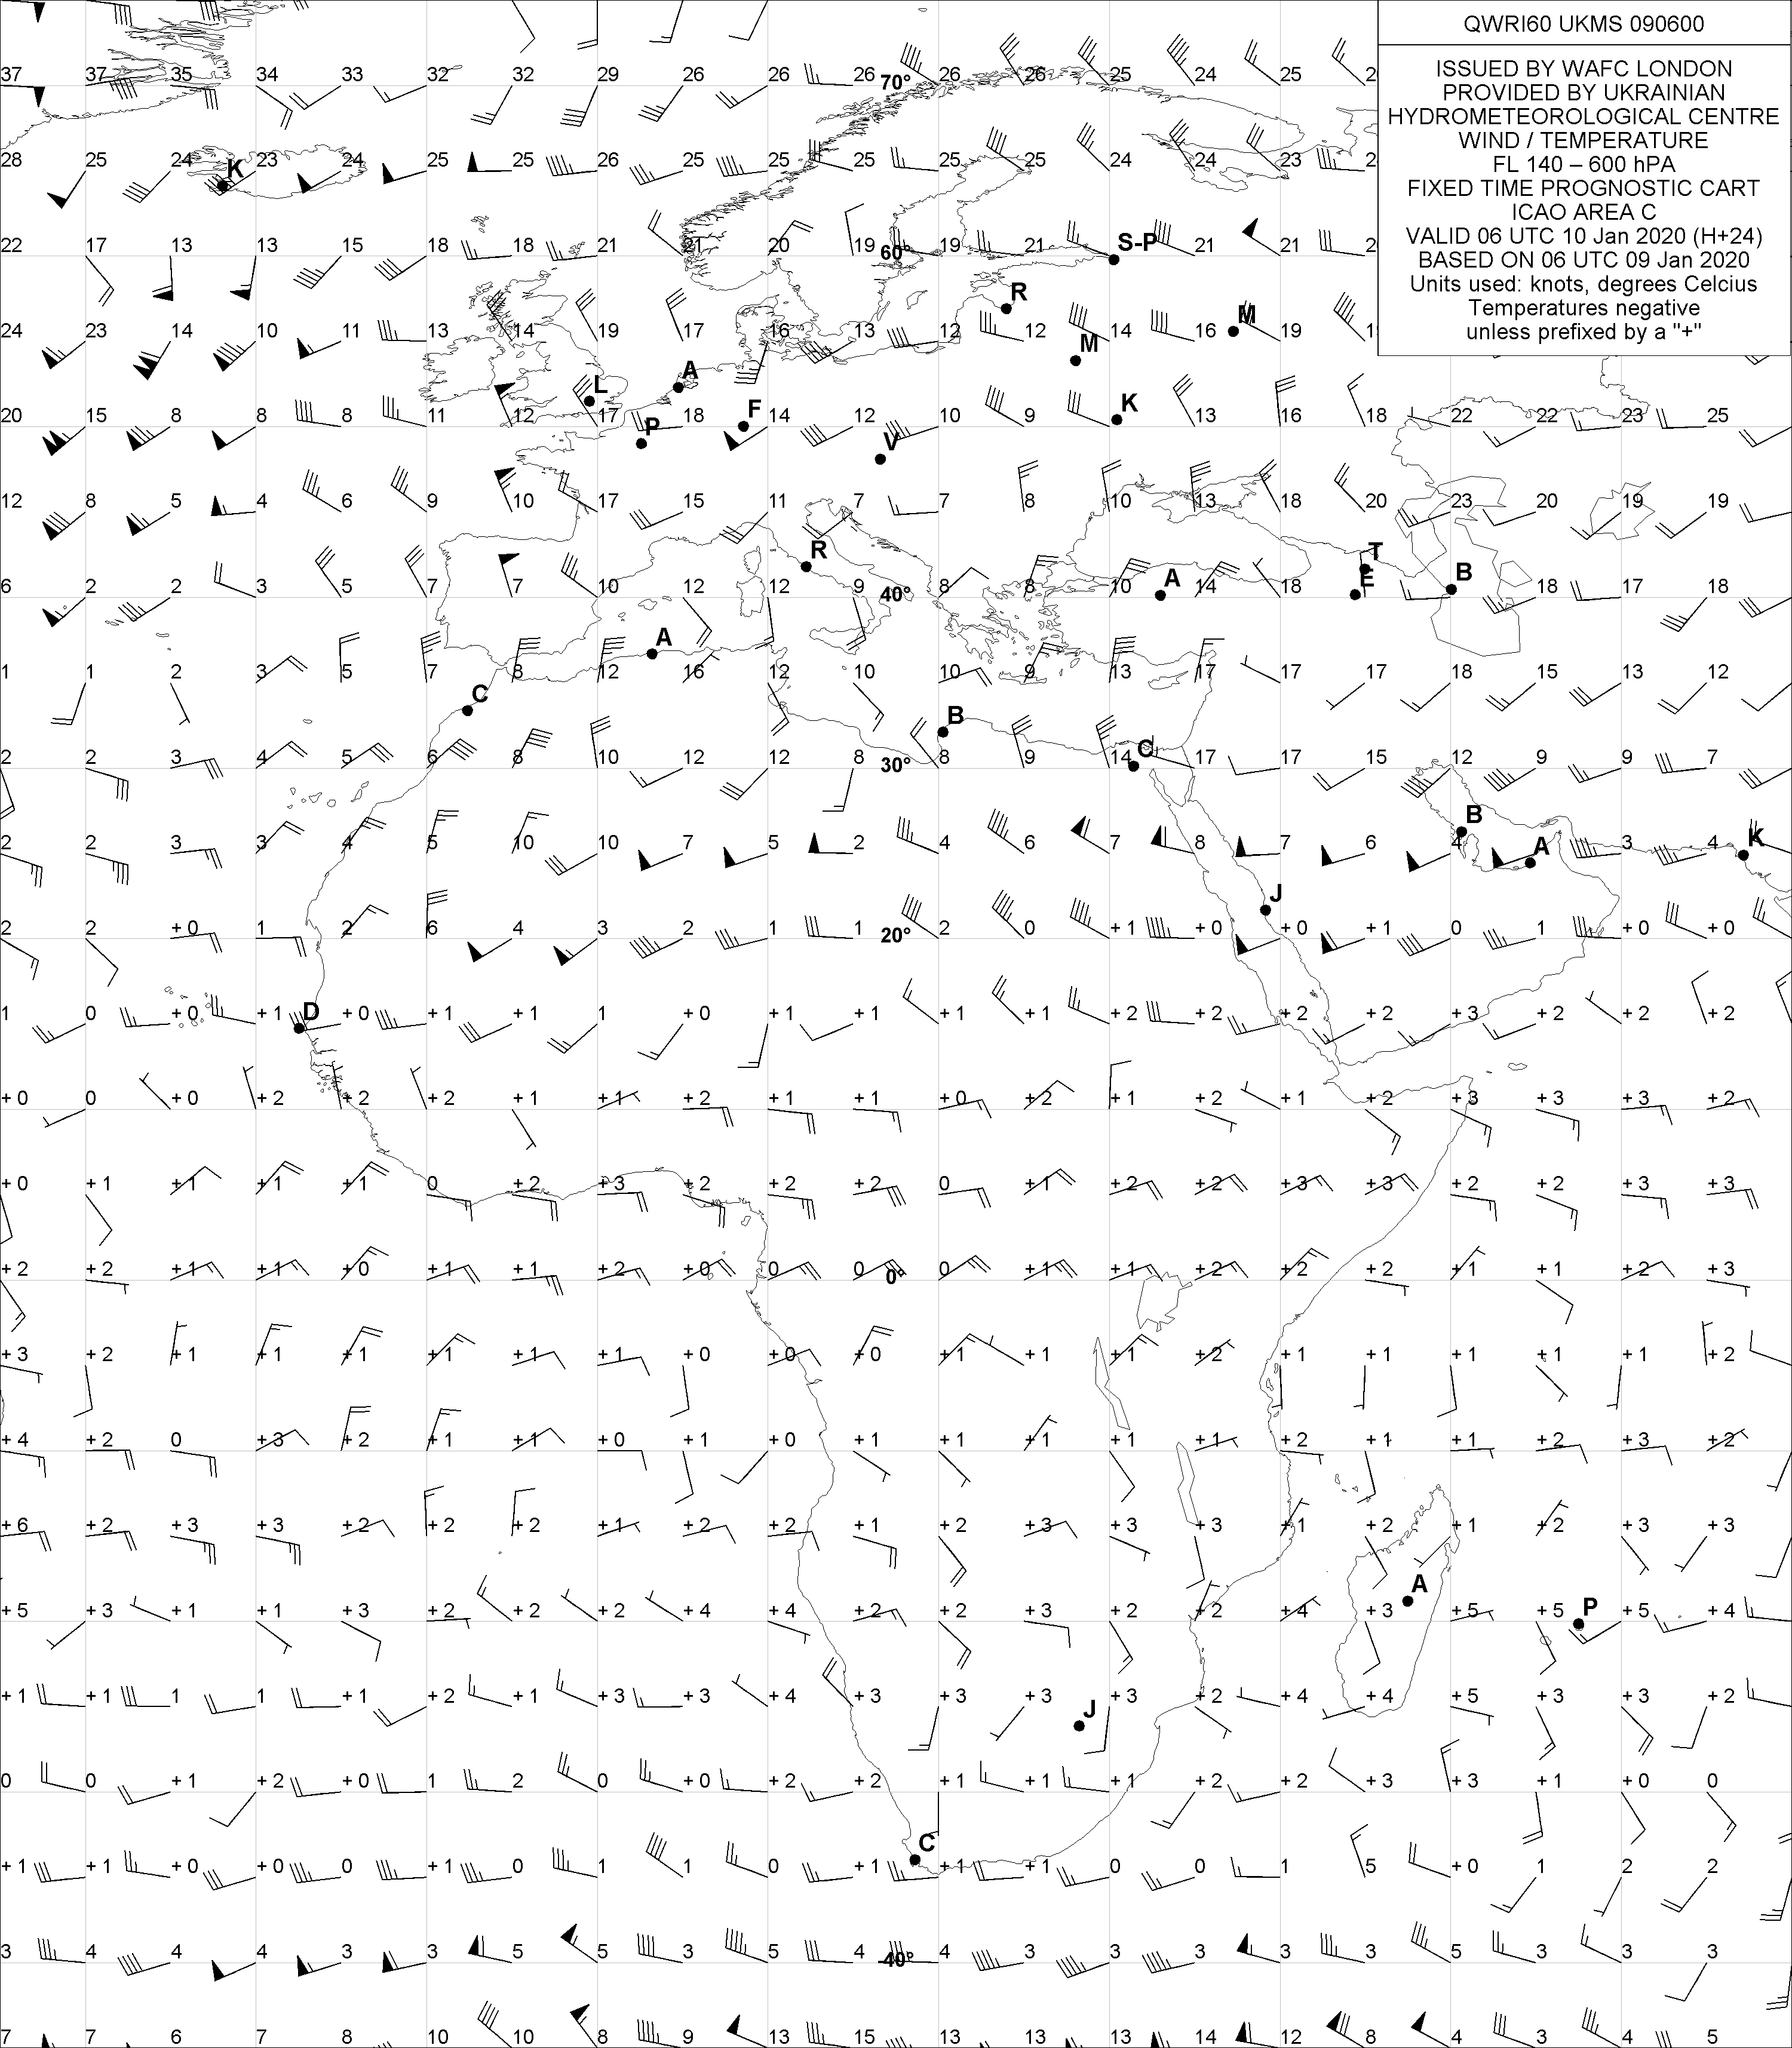 QWRI60 UKMS 090600
ISSUED BY WAFC LONDON
PROVIDED BY UKRAINIAN
HYDROMETEOROLOGICAL CENTRE
WIND / TEMPERATURE
FL 140 – 600 hPA
FIXED TIME PROGNOSTIC CART
ICAO AREA C
VALID 06 UTC 10 Jan 2020 (H+24)
BASED ON 06 UTC 09 Jan 2020
Units used: knots, degrees Celcius
Temperatures negative
unless prefixed by a "+"
37 37 35 34 33 32 32 29 26 26 26 70° 26 26 25 24 25 2
28 25 24 K 23 24 25 25 26 25 25 25 25 25 24 24 23 2
22 17 13 13 15 18 18 21 21 20 19 60° 19 21 S-P 21 21 2
R
24 23 14 10 11 13 14 19 17 16 13 12 12 14 16 M 19 1
M
L A
20 15 8 8 8 11 12 17 18 F 14 12 10 9 K 13 16 18 22 22 23 25
P V
12 8 5 4 6 9 10 17 15 11 7 7 8 10 13 18 20 23 20 19 19
R T
6 2 2 3 5 7 7 10 12 12 9 40° 8 8 10 A 14 18 E B 18 17 18
A
1 1 2 3 5 7 8 12 16 12 10 10 9 13 17 17 17 18 15 13 12
C B
2 2 3 4 5 6 8 10 12 12 8 30° 8 9 14 C 17 17 15 12 9 9 7
B
2 2 3 3 4 5 10 10 7 5 2 4 6 7 8 7 6 4 A 3 4 K
J
2 2 +0 1 2 6 4 3 2 1 1 20° 2 0 +1 +0 +0 +1 0 1 +0 +0
1 0 +0 +1 D +0 +1 +1 1 +0 +1 +1 +1 +1 +2 +2 +2 +2 +3 +2 +2 +2
+0 0 +0 +2 +2 +2 +1 +1 +2 +1 +1 +0 +2 +1 +2 +1 +2 +3 +3 +3 +2
+0 +1 +1 +1 +1 0 +2 +3 +2 +2 +2 0 +1 +2 +2 +3 +3 +2 +2 +3 +3
+2 +2 +1 +1 +0 +1 +1 +2 +0 0 0 0° 0 +1 +1 +2 +2 +2 +1 +1 +2 +3
+3 +2 +1 +1 +1 +1 +1 +1 +0 +0 +0 +1 +1 +1 +2 +1 +1 +1 +1 +1 +2
+4 +2 0 +3 +2 +1 +1 +0 +1 +0 +1 +1 +1 +1 +1 +2 +1 +1 +2 +3 +2
+6 +2 +3 +3 +2 +2 +2 +1 +2 +2 +1 +2 +3 +3 +3 +1 +2 +1 +2 +3 +3
A
+5 +3 +1 +1 +3 +2 +2 +2 +4 +4 +2 +2 +3 +2 +2 +4 +3 +5 +5 P +5 +4
+1 +1 1 1 +1 +2 +1 +3 +3 +4 +3 +3 +3 J +3 +2 +4 +4 +5 +3 +3 +2
0 0 +1 +2 +0 1 2 0 +0 +2 +2 +1 +1 +1 +2 +2 +3 +3 +1 +0 0
C
+1 +1 +0 +0 0 +1 0 1 1 0 +1 +1 +1 0 0 1 5 +0 1 2 2
3 4 4 4 3 3 5 5 3 5 4 40° 4 3 3 3 3 3 5 3 3 3
7 7 6 7 8 10 10 8 9 13 15 13 13 13 14 12 8 4 3 4 5